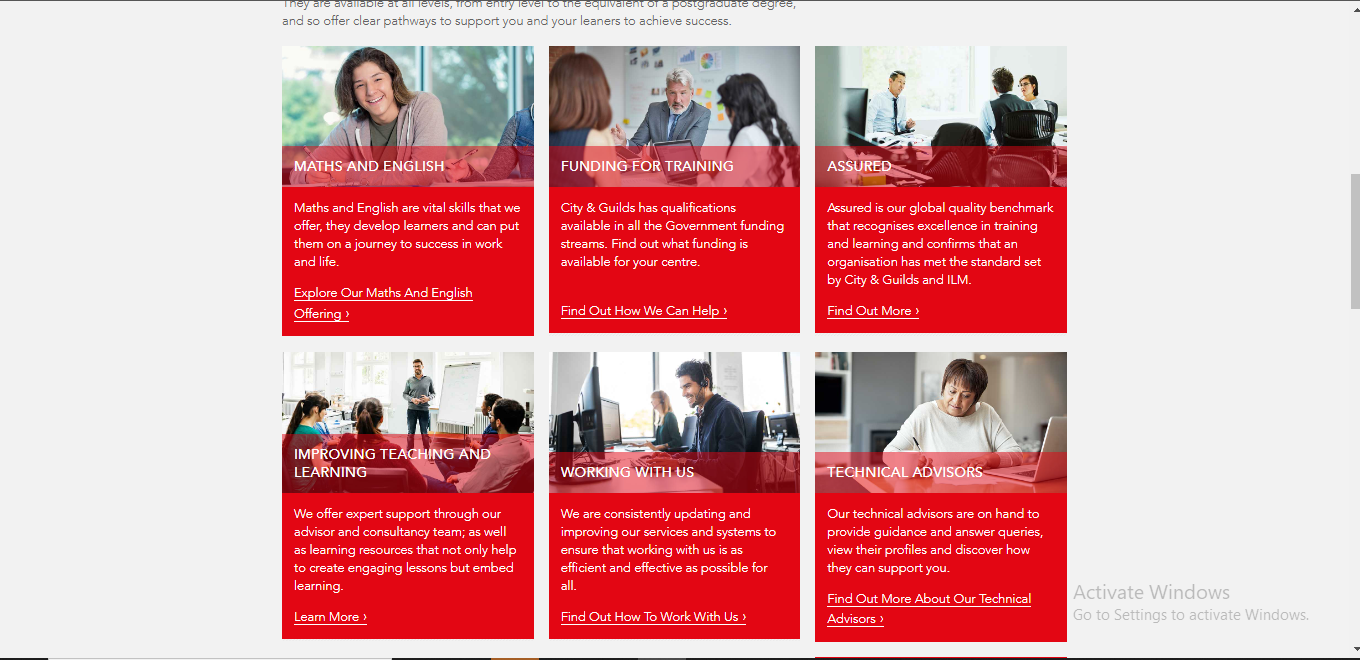 They are available at all levels, from entry level to the equivalent of a postgraduate degree,
and so offer clear pathways to support you and your leaners to achieve success.
MATHS AND ENGLISH
Maths and English are vital skills that we
offer, they develop learners and can put
them on a journey to success in work
and life.
Explore Our Maths And English
Offering ›
FUNDING FOR TRAINING
City & Guilds has qualifications
available in all the Government funding
streams. Find out what funding is
available for your centre.
Find Out How We Can Help ›
ASSURED
Assured is our global quality benchmark
that recognises excellence in training
and learning and confirms that an
organisation has met the standard set
by City & Guilds and ILM.
Find Out More ›
IMPROVING TEACHING AND
LEARNING
We offer expert support through our
advisor and consultancy team; as well
as learning resources that not only help
to create engaging lessons but embed
learning.
Learn More ›
WORKING WITH US
We are consistently updating and
improving our services and systems to
ensure that working with us is as
efficient and effective as possible for
all.
Find Out How To Work With Us ›
TECHNICAL ADVISORS
Our technical advisors are on hand to
provide guidance and answer queries,
view their profiles and discover how
they can support you.
Find Out More About Our Technical
Advisors ›
Activate Windows
Go to Settings to activate Windows.